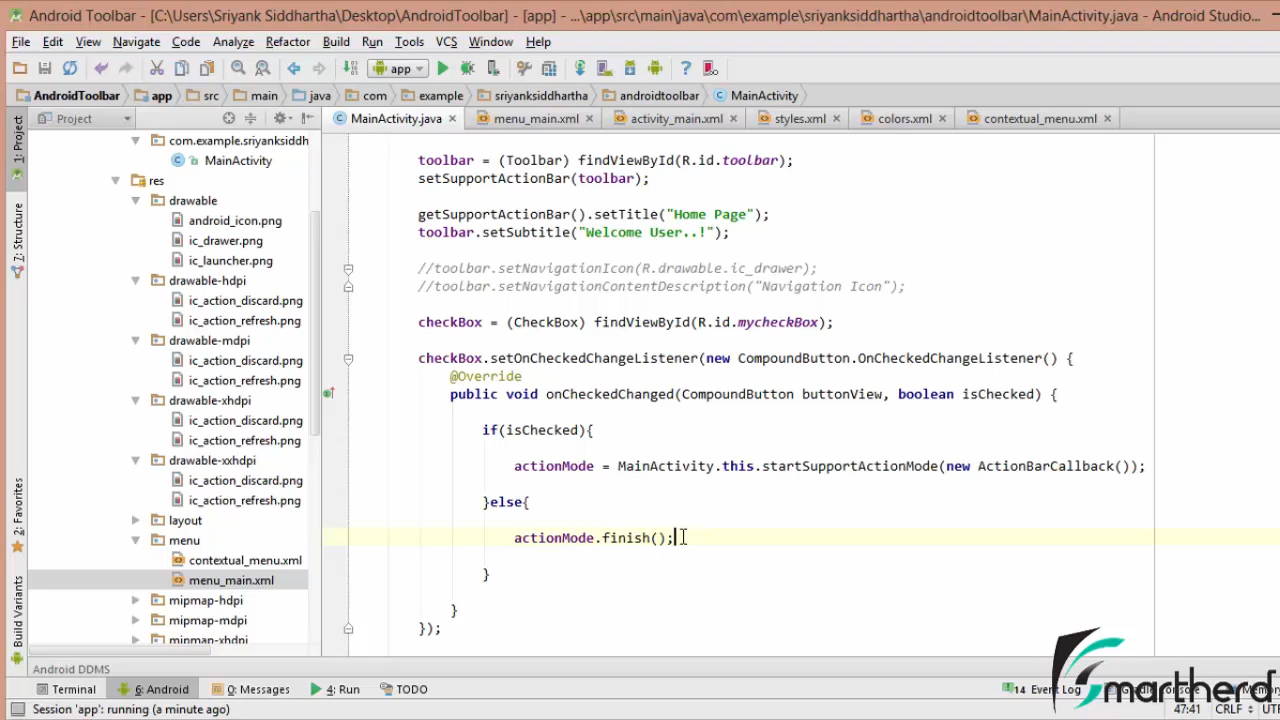 Android Toolbar - [C:\Users\Sriyank Siddhartha\Desktop\AndroidToolbar] - [app] - ...\app\src\main\java\com\example\sriyanksiddhartha\androidtoolbar\MainActivity.java - Android Studio...
File Edit View Navigate Code Analyze Refactor Build Run Tools VCS Window Help
app
AndroidToolbar app src main java com example sriyanksiddhartha androidtoolbar MainActivity
Project
MainActivity.java menu_main.xml activity_main.xml styles.xml colors.xml contextual_menu.xml
1: Project
7: Structure
2: Favorites
Build Variants
com.example.sriyanksiddh
MainActivity
res
drawable
android_icon.png
ic_drawer.png
ic_launcher.png
drawable-hdpi
ic_action_discard.png
ic_action_refresh.png
drawable-mdpi
ic_action_discard.png
ic_action_refresh.png
drawable-xhdpi
ic_action_discard.png
ic_action_refresh.png
drawable-xxhdpi
ic_action_discard.png
ic_action_refresh.png
layout
menu
contextual_menu.xml
menu_main.xml
mipmap-hdpi
mipmap-mdpi
mipmap-xhdpi
toolbar = (Toolbar) findViewById(R.id.toolbar);
setSupportActionBar(toolbar);
getSupportActionBar().setTitle("Home Page");
toolbar.setSubtitle("Welcome User..!");
//toolbar.setNavigationIcon(R.drawable.ic_drawer);
//toolbar.setNavigationContentDescription("Navigation Icon");
checkBox = (CheckBox) findViewById(R.id.mycheckBox);
checkBox.setOnCheckedChangeListener(new CompoundButton.OnCheckedChangeListener() {
@Override
public void onCheckedChanged(CompoundButton buttonView, boolean isChecked) {
if(isChecked){
actionMode = MainActivity.this.startSupportActionMode(new ActionBarCallback());
}else{
actionMode.finish();
}
}
});
Android DDMS
Terminal 6: Android 0: Messages 4: Run TODO 14 Event Log
Session 'app': running (a minute ago) 47:41 CRLF UTF
smartherd